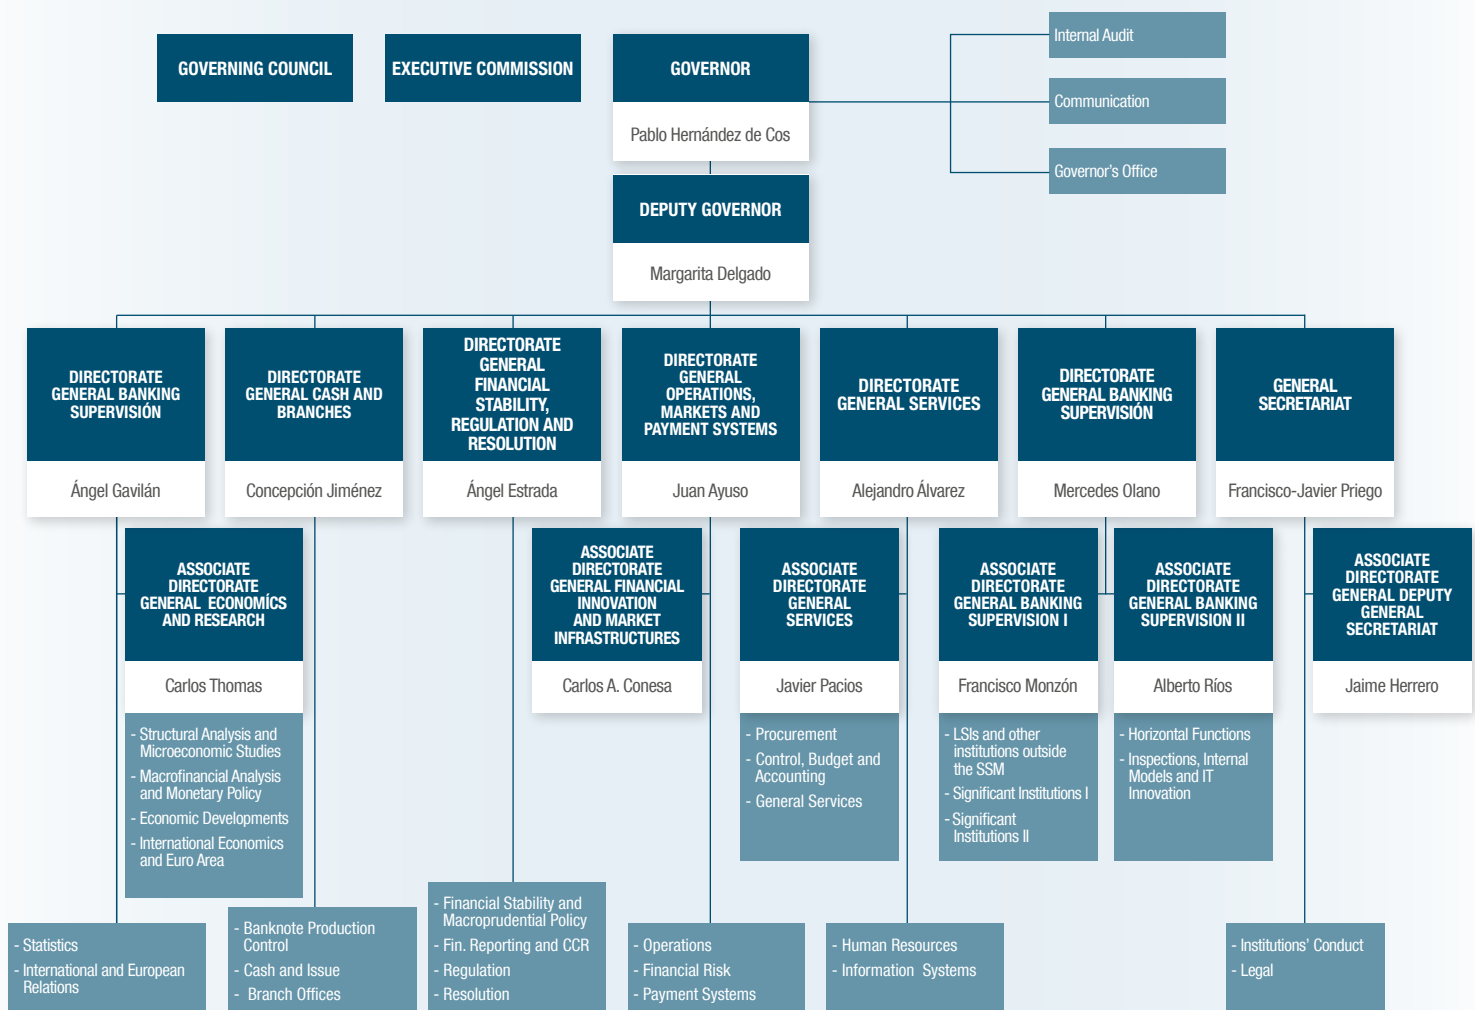 GOVERNING COUNCIL
EXECUTIVE COMMISSION
GOVERNOR
Pablo Hernández de Cos
Internal Audit
Communication
Governor's Office
DEPUTY GOVERNOR
Margarita Delgado
DIRECTORATE
GENERAL BANKING
SUPERVISIÓN
Ángel Gavilán
DIRECTORATE
GENERAL CASH AND
BRANCHES
Concepción Jiménez
DIRECTORATE
GENERAL
FINANCIAL
STABILITY,
REGULATION AND
RESOLUTION
Ángel Estrada
DIRECTORATE
GENERAL
OPERATIONS,
MARKETS AND
PAYMENT SYSTEMS
Juan Ayuso
DIRECTORATE
GENERAL SERVICES
Alejandro Álvarez
DIRECTORATE
GENERAL BANKING
SUPERVISIÓN
Mercedes Olano
GENERAL
SECRETARIAT
Francisco-Javier Priego
ASSOCIATE
DIRECTORATE
GENERAL ECONOMÍCS
AND RESEARCH
Carlos Thomas
- Structural Analysis and
Microeconomic Studies
- Macrofinancial Analysis
and Monetary Policy
- Economic Developments
- International Economics
and Euro Area
ASSOCIATE
DIRECTORATE
GENERAL FINANCIAL
INNOVATION
AND MARKET
INFRASTRUCTURES
Carlos A. Conesa
ASSOCIATE
DIRECTORATE
GENERAL
SERVICES
Javier Pacios
- Procurement
- Control, Budget and
Accounting
- General Services
ASSOCIATE
DIRECTORATE
GENERAL BANKING
SUPERVISION I
Francisco Monzón
- LSIs and other
institutions outside
the SSM
- Significant Institutions I
- Significant
Institutions II
ASSOCIATE
DIRECTORATE
GENERAL BANKING
SUPERVISION II
Alberto Ríos
- Horizontal Functions
- Inspections, Internal
Models and IT
Innovation
ASSOCIATE
DIRECTORATE
GENERAL DEPUTY
GENERAL
SECRETARIAT
Jaime Herrero
- Statistics
- International and European
Relations
- Banknote Production
Control
- Cash and Issue
- Branch Offices
- Financial Stability and
Macroprudential Policy
- Fin. Reporting and CCR
- Regulation
- Resolution
- Operations
- Financial Risk
- Payment Systems
- Human Resources
- Information Systems
- Institutions' Conduct
- Legal